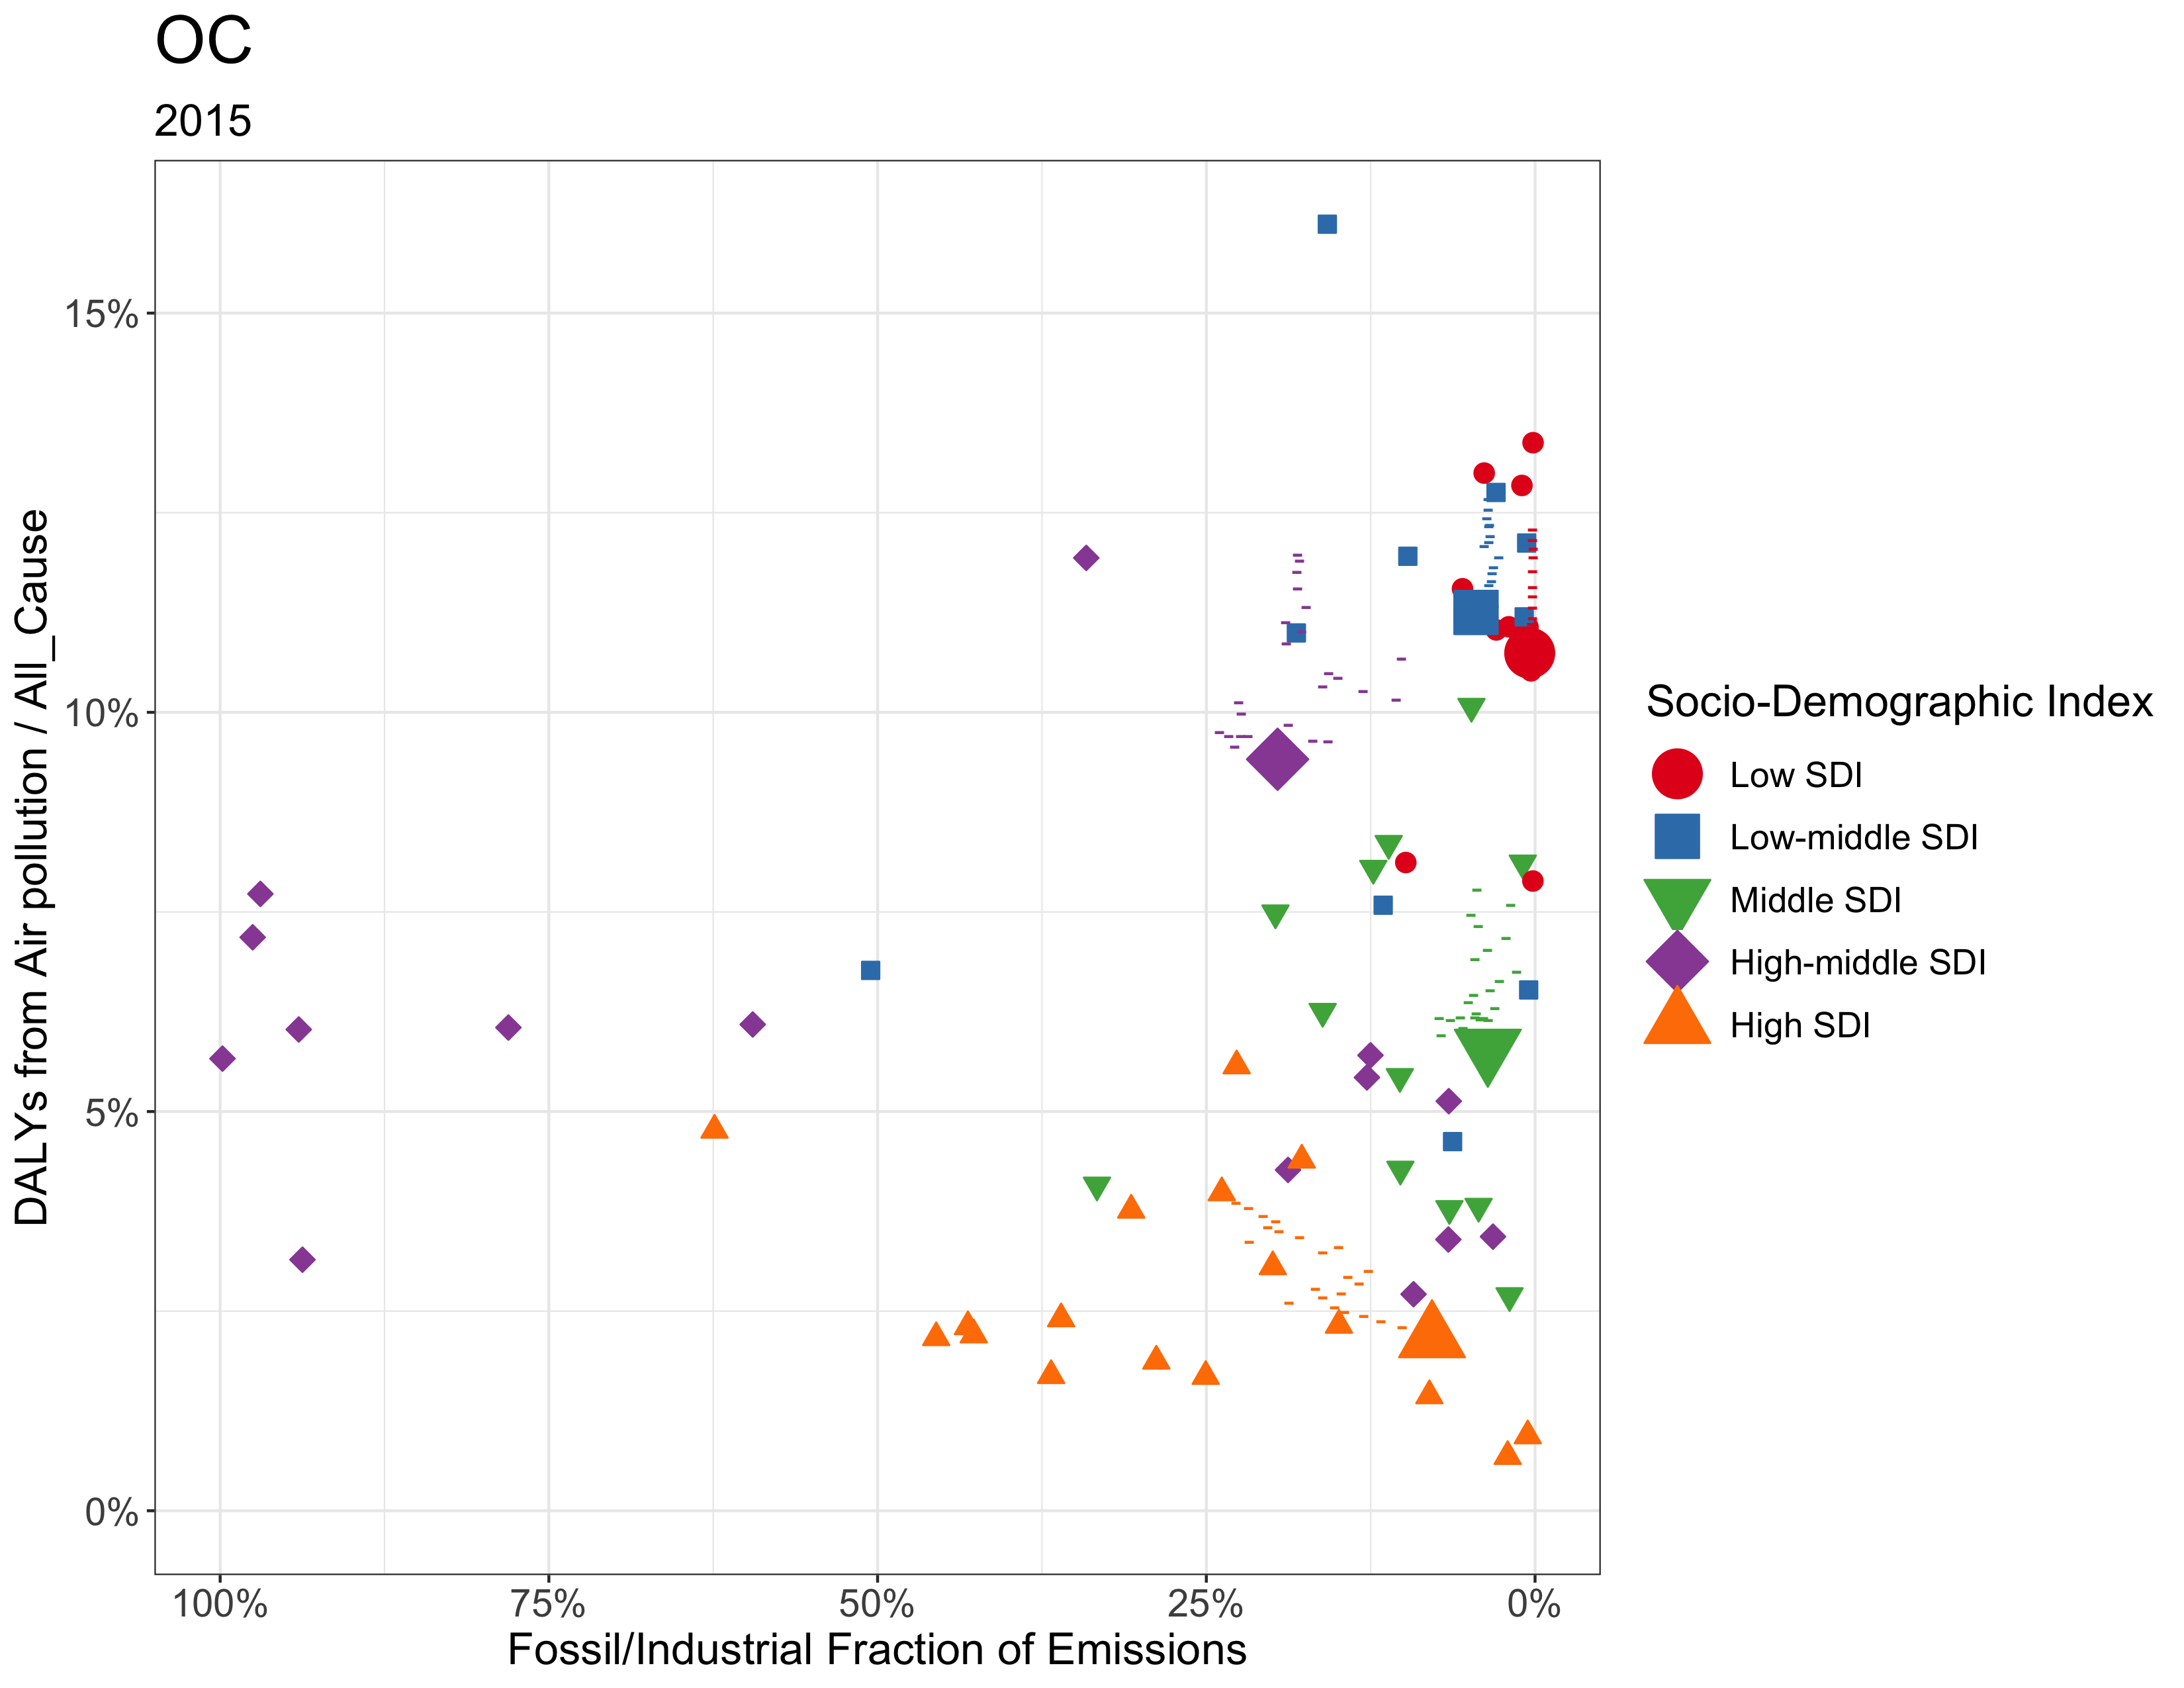 OC
2015
DALYs from Air pollution / All_Cause
15%
10%
5%
0%
100% 75% 50% 25% 0%
Fossil/Industrial Fraction of Emissions
Socio-Demographic Index
Low SDI
Low-middle SDI
Middle SDI
High-middle SDI
High SDI